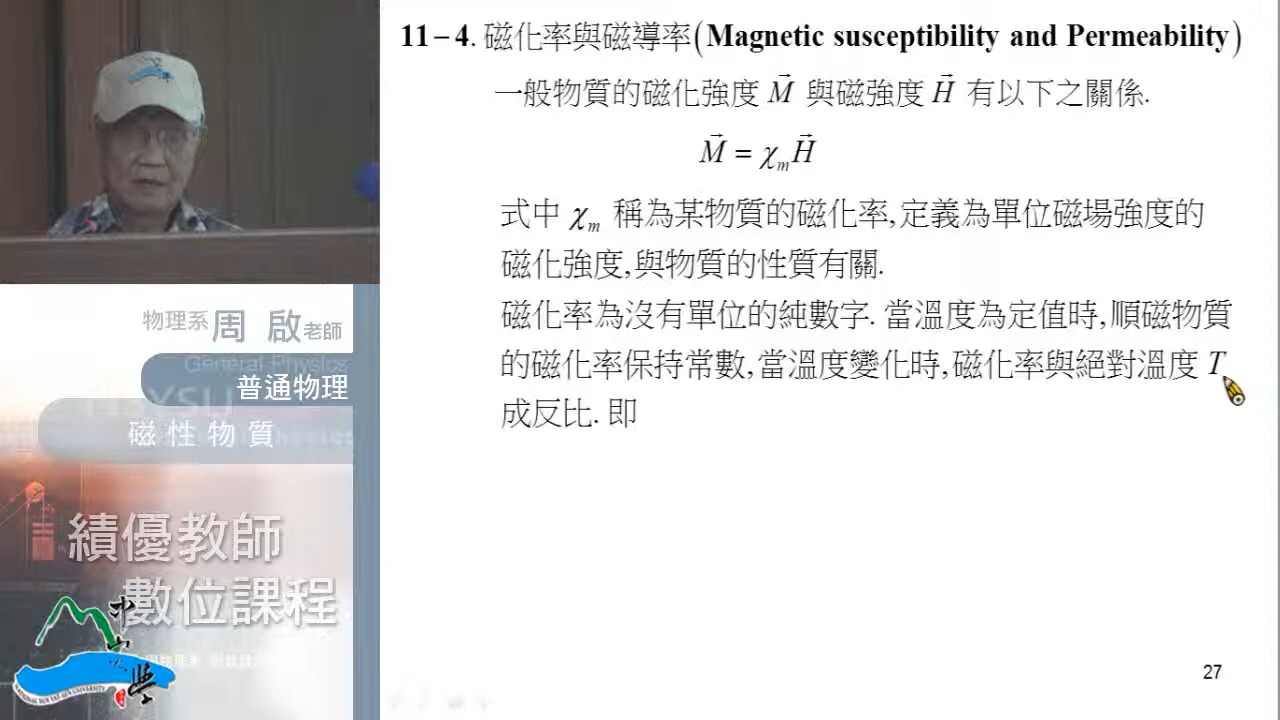 11-4. 磁化率與磁導率(Magnetic susceptibility and Permeability)
一般物質的磁化強度 M⃗ 與磁強度 H⃗ 有以下之關係.
M⃗ = χₘH⃗
式中 χₘ 稱為某物質的磁化率,定義為單位磁場強度的
磁化強度,與物質的性質有關.
磁化率為沒有單位的純數字. 當溫度為定值時,順磁物質
的磁化率保持常數,當溫度變化時,磁化率與絕對溫度 T
成反比. 即
27
物理系 周 啟 老師
General Physics
普通物理
磁性物質
績優教師
數位課程
NATIONAL SUN YAT-SEN UNIVERSITY